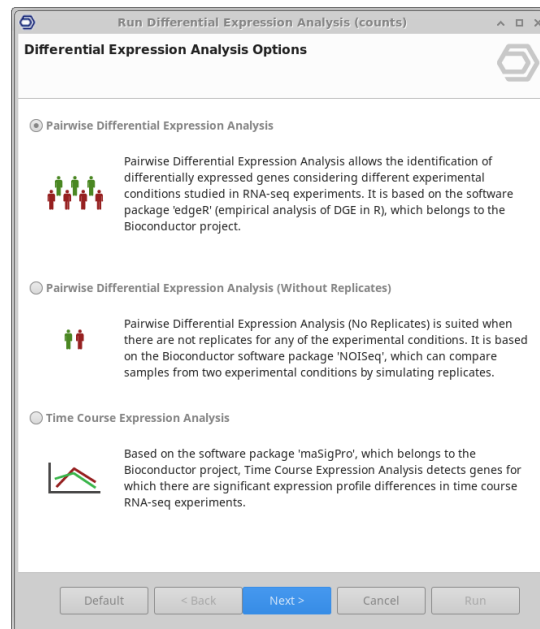 Run Differential Expression Analysis (counts)
Differential Expression Analysis Options
Pairwise Differential Expression Analysis
Pairwise Differential Expression Analysis allows the identification of
differentially expressed genes considering different experimental
conditions studied in RNA-seq experiments. It is based on the software
package 'edgeR' (empirical analysis of DGE in R), which belongs to the
Bioconductor project.
Pairwise Differential Expression Analysis (Without Replicates)
Pairwise Differential Expression Analysis (No Replicates) is suited when
there are not replicates for any of the experimental conditions. It is based
on the Bioconductor software package 'NOISeq', which can compare
samples from two experimental conditions by simulating replicates.
Time Course Expression Analysis
Based on the software package 'maSigPro', which belongs to the
Bioconductor project, Time Course Expression Analysis detects genes for
which there are significant expression profile differences in time course
RNA-seq experiments.
Default < Back Next > Cancel Run